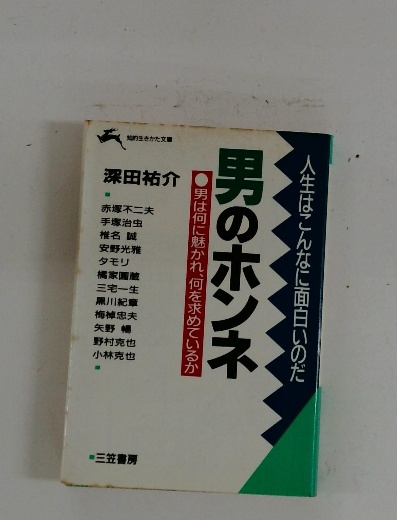 知的生きかた文庫
人生はこんなに面白いのだ
男のホンネ
●男は何に魅かれ、何を求めているか
深田祐介
赤塚不二夫
手塚治虫
椎名 誠
安野光雅
タモリ
橘家圓蔵
三宅一生
黒川紀章
梅棹忠夫
矢野 暢
野村克也
小林克也
三笠書房